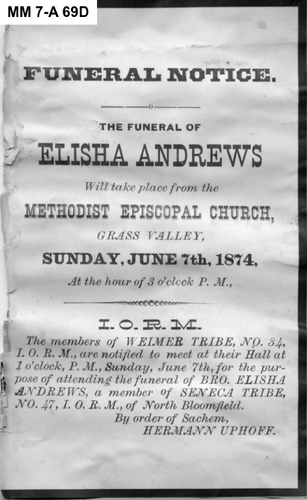 MM 7-A 69D
FUNERAL NOTICE.
THE FUNERAL OF
ELISHA ANDREWS
Will take place from the
METHODIST EPISCOPAL CHURCH,
GRASS VALLEY,
SUNDAY, JUNE 7th, 1874,
At the hour of 3 o'clock P. M.,
I. O. R. M.
The members of WEIMER TRIBE, NO. 34,
I. O. R. M., are notified to meet at their Hall at
1 o'clock, P. M., Sunday, June 7th, for the pur-
pose of attending the funeral of BRO. ELISHA
ANDREWS, a member of SENECA TRIBE,
NO. 47, I. O. R. M., of North Bloomfield.
By order of Sachem,
HERMANN UPHOFF.